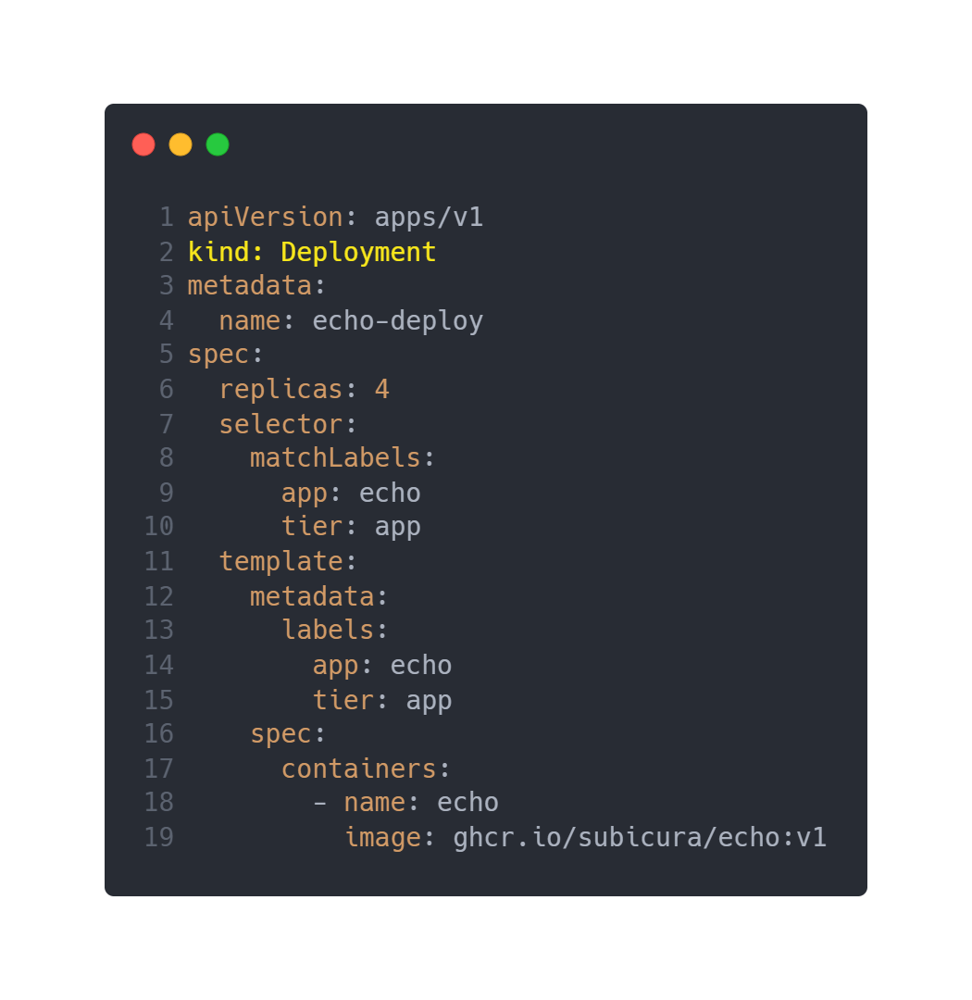 1 apiVersion: apps/v1
2 kind: Deployment
3 metadata:
4   name: echo-deploy
5 spec:
6   replicas: 4
7   selector:
8     matchLabels:
9       app: echo
10       tier: app
11   template:
12     metadata:
13       labels:
14         app: echo
15         tier: app
16     spec:
17       containers:
18         - name: echo
19           image: ghcr.io/subicura/echo:v1